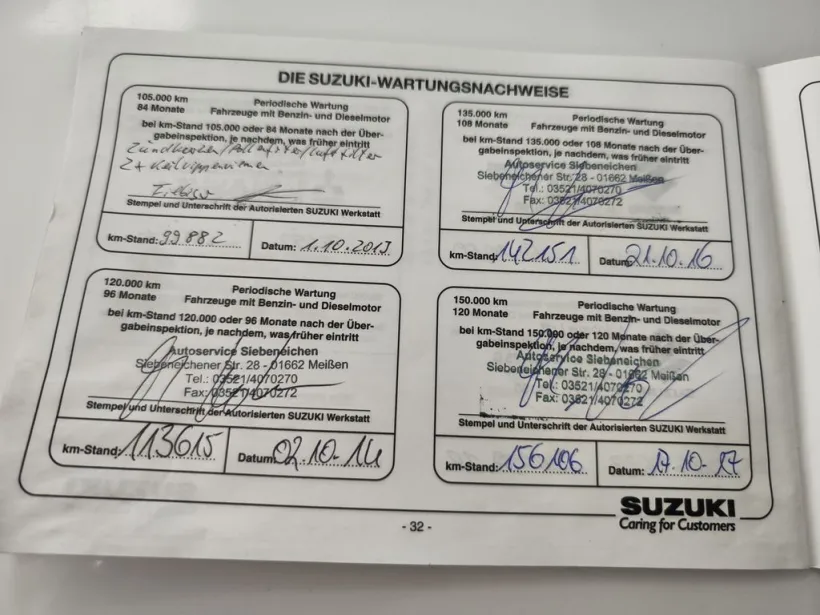 DIE SUZUKI-WARTUNGSNACHWEISE
105.000 km
84 Monate
Periodische Wartung
Fahrzeuge mit Benzin- und Dieselmotor
bei km-Stand 105.000 oder 84 Monate nach der Über-
gabeinspektion, je nachdem, was früher eintritt
Zündkerzen/Pollenfilter/Luftfilter
2x Keilrippenriemen
Stempel und Unterschrift der Autorisierten SUZUKI Werkstatt
km-Stand: 99882
Datum: 1.10.2013
120.000 km
96 Monate
Periodische Wartung
Fahrzeuge mit Benzin- und Dieselmotor
bei km-Stand 120.000 oder 96 Monate nach der Über-
gabeinspektion, je nachdem, was früher eintritt
Autoservice Siebeneichen
Siebeneichener Str. 28 - 01662 Meißen
Tel.: 03521/4070270
Fax: 03521/4070272
Stempel und Unterschrift der Autorisierten SUZUKI Werkstatt
km-Stand: 113615
Datum: 02.10.14
135.000 km
108 Monate
Periodische Wartung
Fahrzeuge mit Benzin- und Dieselmotor
bei km-Stand 135.000 oder 108 Monate nach der Über-
gabeinspektion, je nachdem, was früher eintritt
Autoservice Siebeneichen
Siebeneichener Str. 28 - 01662 Meißen
Tel.: 03521/4070270
Fax: 03521/4070272
Stempel und Unterschrift der Autorisierten SUZUKI Werkstatt
km-Stand: 142151
Datum: 21.10.16
150.000 km
120 Monate
Periodische Wartung
Fahrzeuge mit Benzin- und Dieselmotor
bei km-Stand 150.000 oder 120 Monate nach der Über-
gabeinspektion, je nachdem, was früher eintritt
Autoservice Siebeneichen
Siebeneichener Str. 28 - 01662 Meißen
Tel.: 03521/4070270
Fax: 03521/4070272
Stempel und Unterschrift der Autorisierten SUZUKI Werkstatt
km-Stand: 156106
Datum: 17.10-17
- 32 -
SUZUKI
Caring for Customers